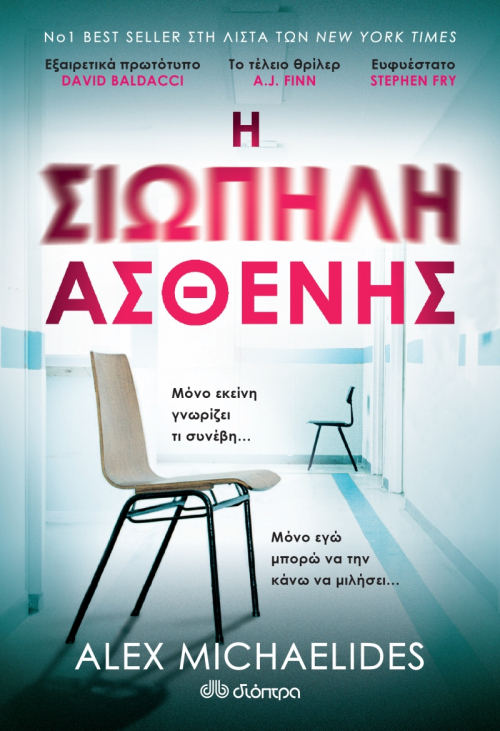 Νο1 BEST SELLER ΣΤΗ ΛΙΣΤΑ ΤΩΝ NEW YORK TIMES
Εξαιρετικά πρωτότυπο
DAVID BALDACCI
Το τέλειο θρίλερ
A.J. FINN
Ευφυέστατο
STEPHEN FRY
Η
ΣΙΩΠΗΛΗ
ΑΣΘΕΝΗΣ
Μόνο εκείνη
γνωρίζει
τι συνέβη...
Μόνο εγώ
μπορώ να την
κάνω να μιλήσει...
ALEX MICHAELIDES
διόπτρα